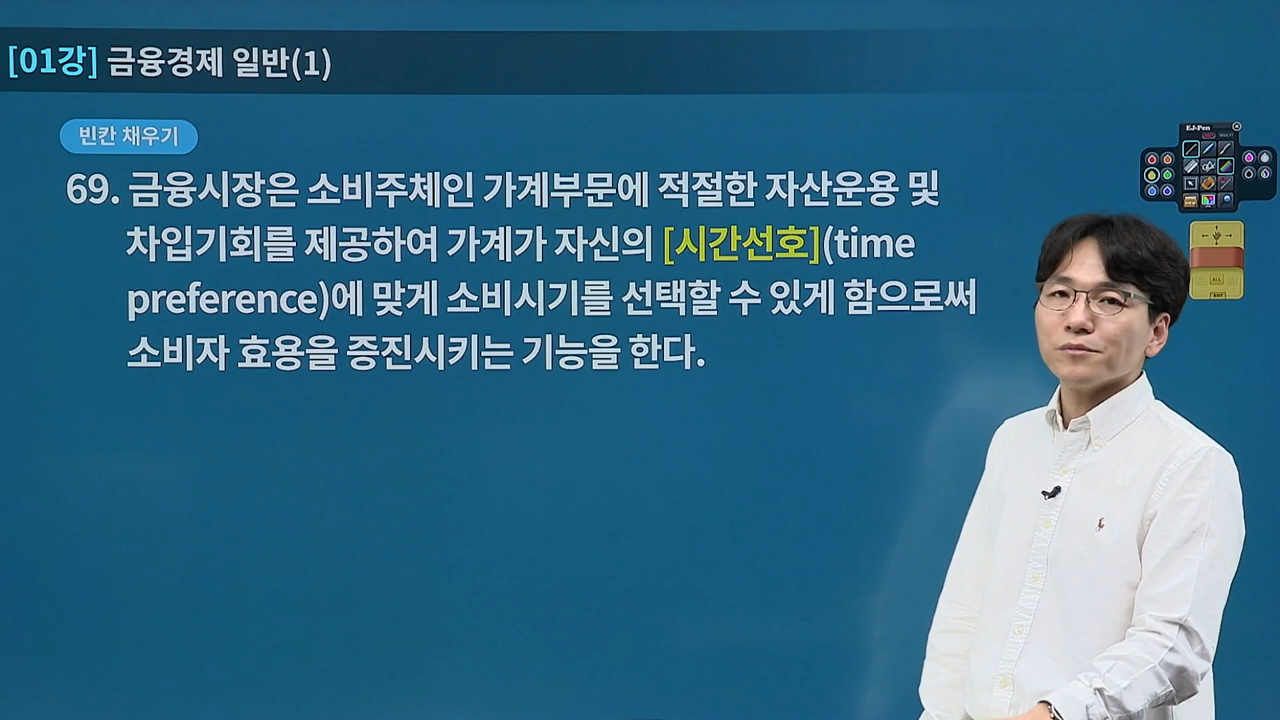 [01강] 금융경제 일반(1)
빈칸 채우기
69. 금융시장은 소비주체인 가계부문에 적절한 자산운용 및
차입기회를 제공하여 가계가 자신의 [시간선호](time
preference)에 맞게 소비시기를 선택할 수 있게 함으로써
소비자 효용을 증진시키는 기능을 한다.
EJ-Pen
ALL
EXIT